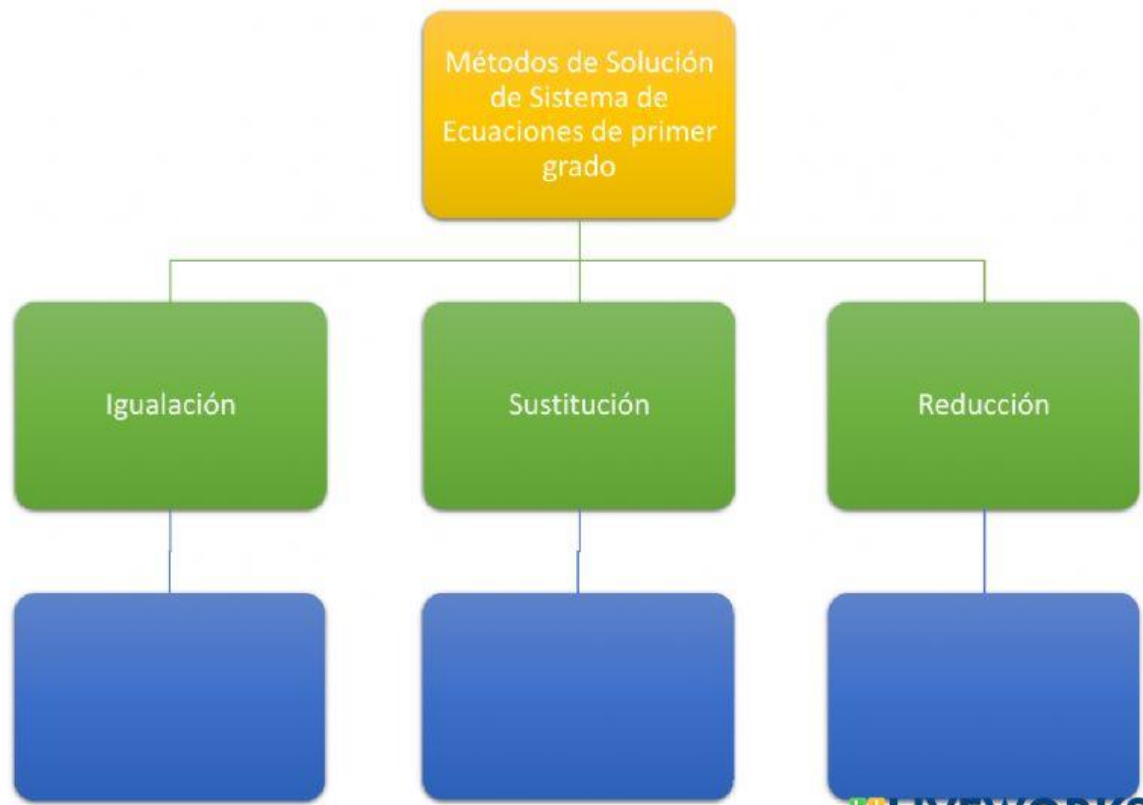 Métodos de Solución
de Sistema de
Ecuaciones de primer
grado
Igualación
Sustitución
Reducción